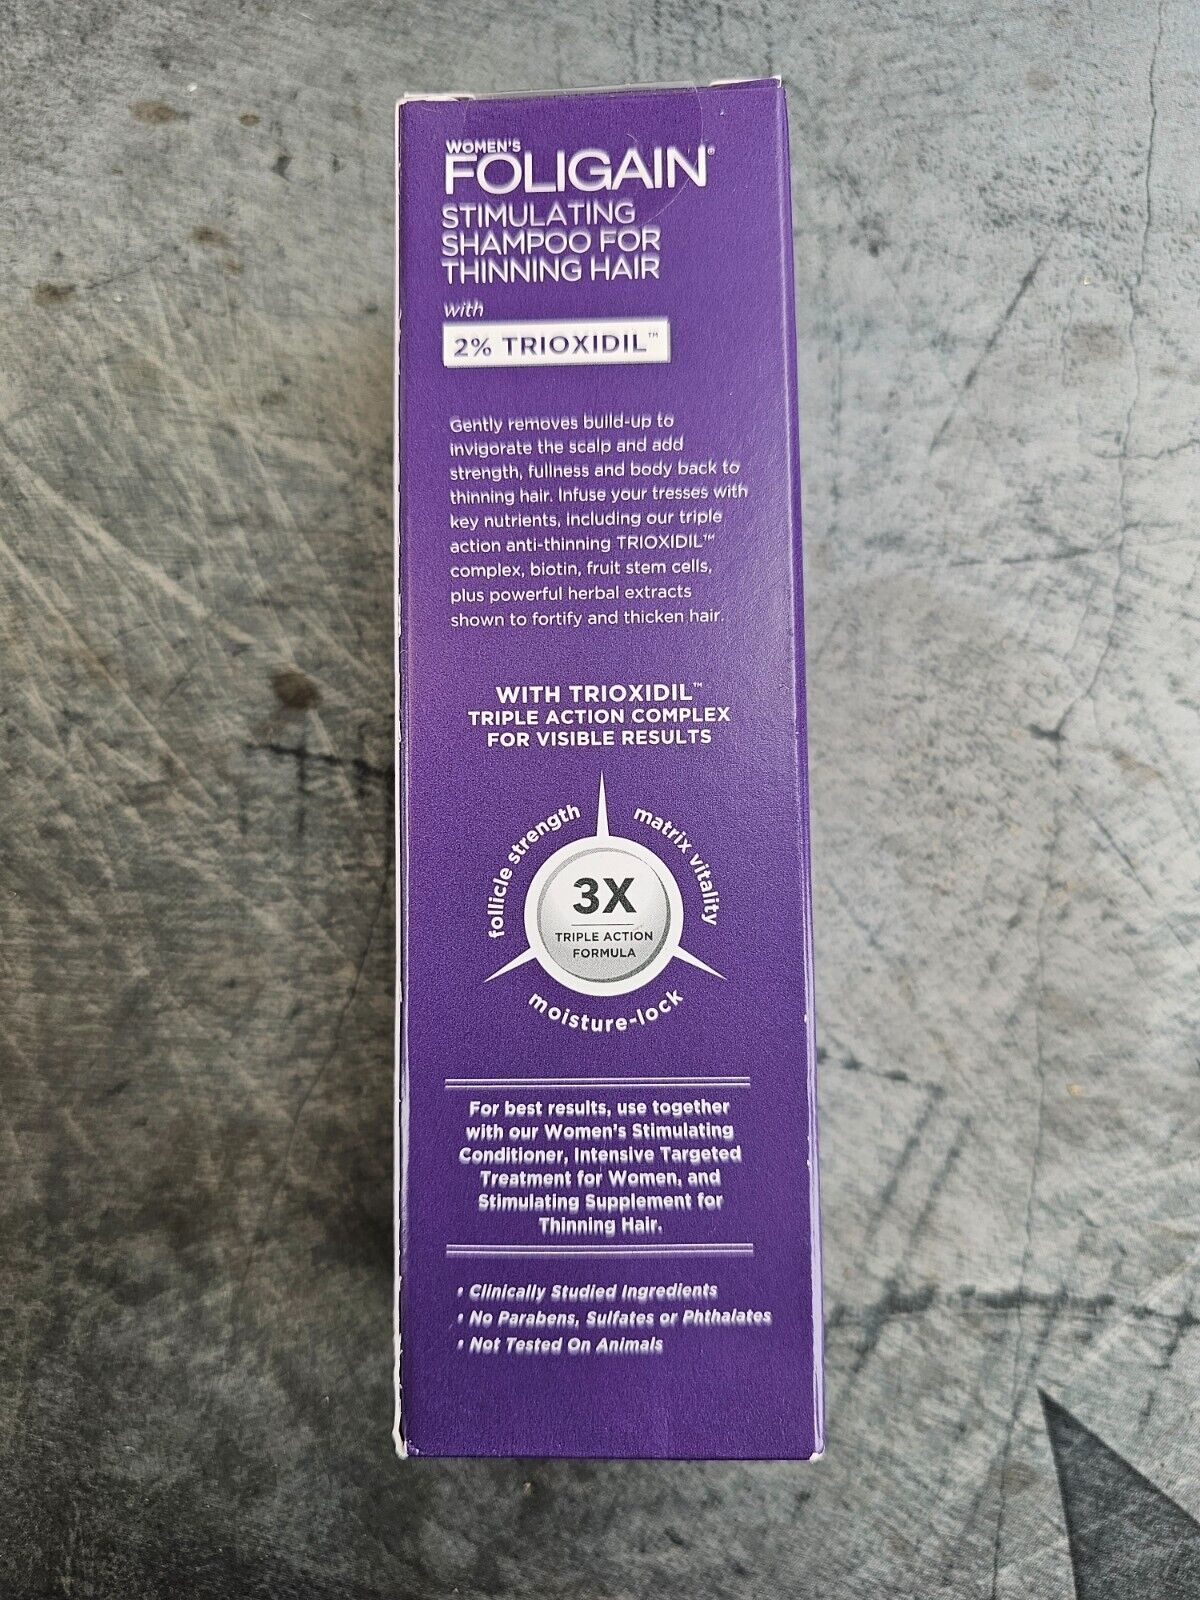 WOMEN'S
FOLIGAIN®
STIMULATING
SHAMPOO FOR
THINNING HAIR
with
2% TRIOXIDIL™
Gently removes build-up to
invigorate the scalp and add
strength, fullness and body back to
thinning hair. Infuse your tresses with
key nutrients, including our triple
action anti-thinning TRIOXIDIL™
complex, biotin, fruit stem cells,
plus powerful herbal extracts
shown to fortify and thicken hair.
WITH TRIOXIDIL™
TRIPLE ACTION COMPLEX
FOR VISIBLE RESULTS
follicle strength
matrix vitality
3X
TRIPLE ACTION
FORMULA
moisture-lock
For best results, use together
with our Women's Stimulating
Conditioner, Intensive Targeted
Treatment for Women, and
Stimulating Supplement for
Thinning Hair.
• Clinically Studied Ingredients
• No Parabens, Sulfates or Phthalates
• Not Tested On Animals